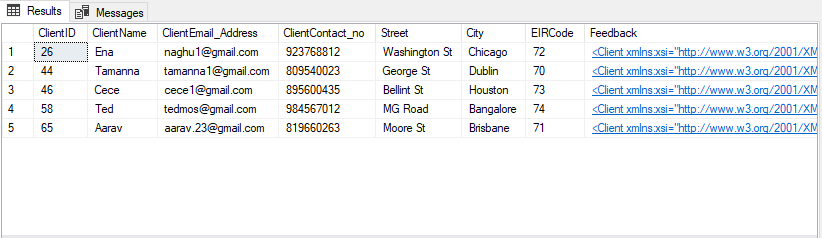 Results Messages
ClientID ClientName ClientEmail_Address ClientContact_no Street City EIRCode Feedback
1 26 Ena naghu1@gmail.com 923768812 Washington St Chicago 72 <Client xmlns:xsi="http://www.w3.org/2001/XM
2 44 Tamanna tamanna1@gmail.com 809540023 George St Dublin 70 <Client xmlns:xsi="http://www.w3.org/2001/XM
3 46 Cece cece1@gmail.com 895600435 Bellint St Houston 73 <Client xmlns:xsi="http://www.w3.org/2001/XM
4 58 Ted tedmos@gmail.com 984567012 MG Road Bangalore 74 <Client xmlns:xsi="http://www.w3.org/2001/XM
5 65 Aarav aarav.23@gmail.com 819660263 Moore St Brisbane 71 <Client xmlns:xsi="http://www.w3.org/2001/XM